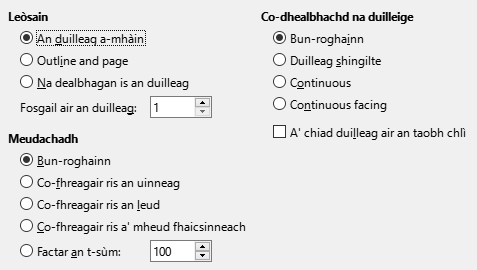 Leòsain
An duilleag a-mhàin
Outline and page
Na dealbhagan is an duilleag
Fosgail air an duilleag: 1
Meudachadh
Bun-roghainn
Co-fhreagair ris an uinneag
Co-fhreagair ris an leud
Co-fhreagair ris a' mheud fhaicsinneach
Factar an t-sùm: 100
Co-dhealbhachd na duilleige
Bun-roghainn
Duilleag shingilte
Continuous
Continuous facing
A' chiad duilleag air an taobh chlì